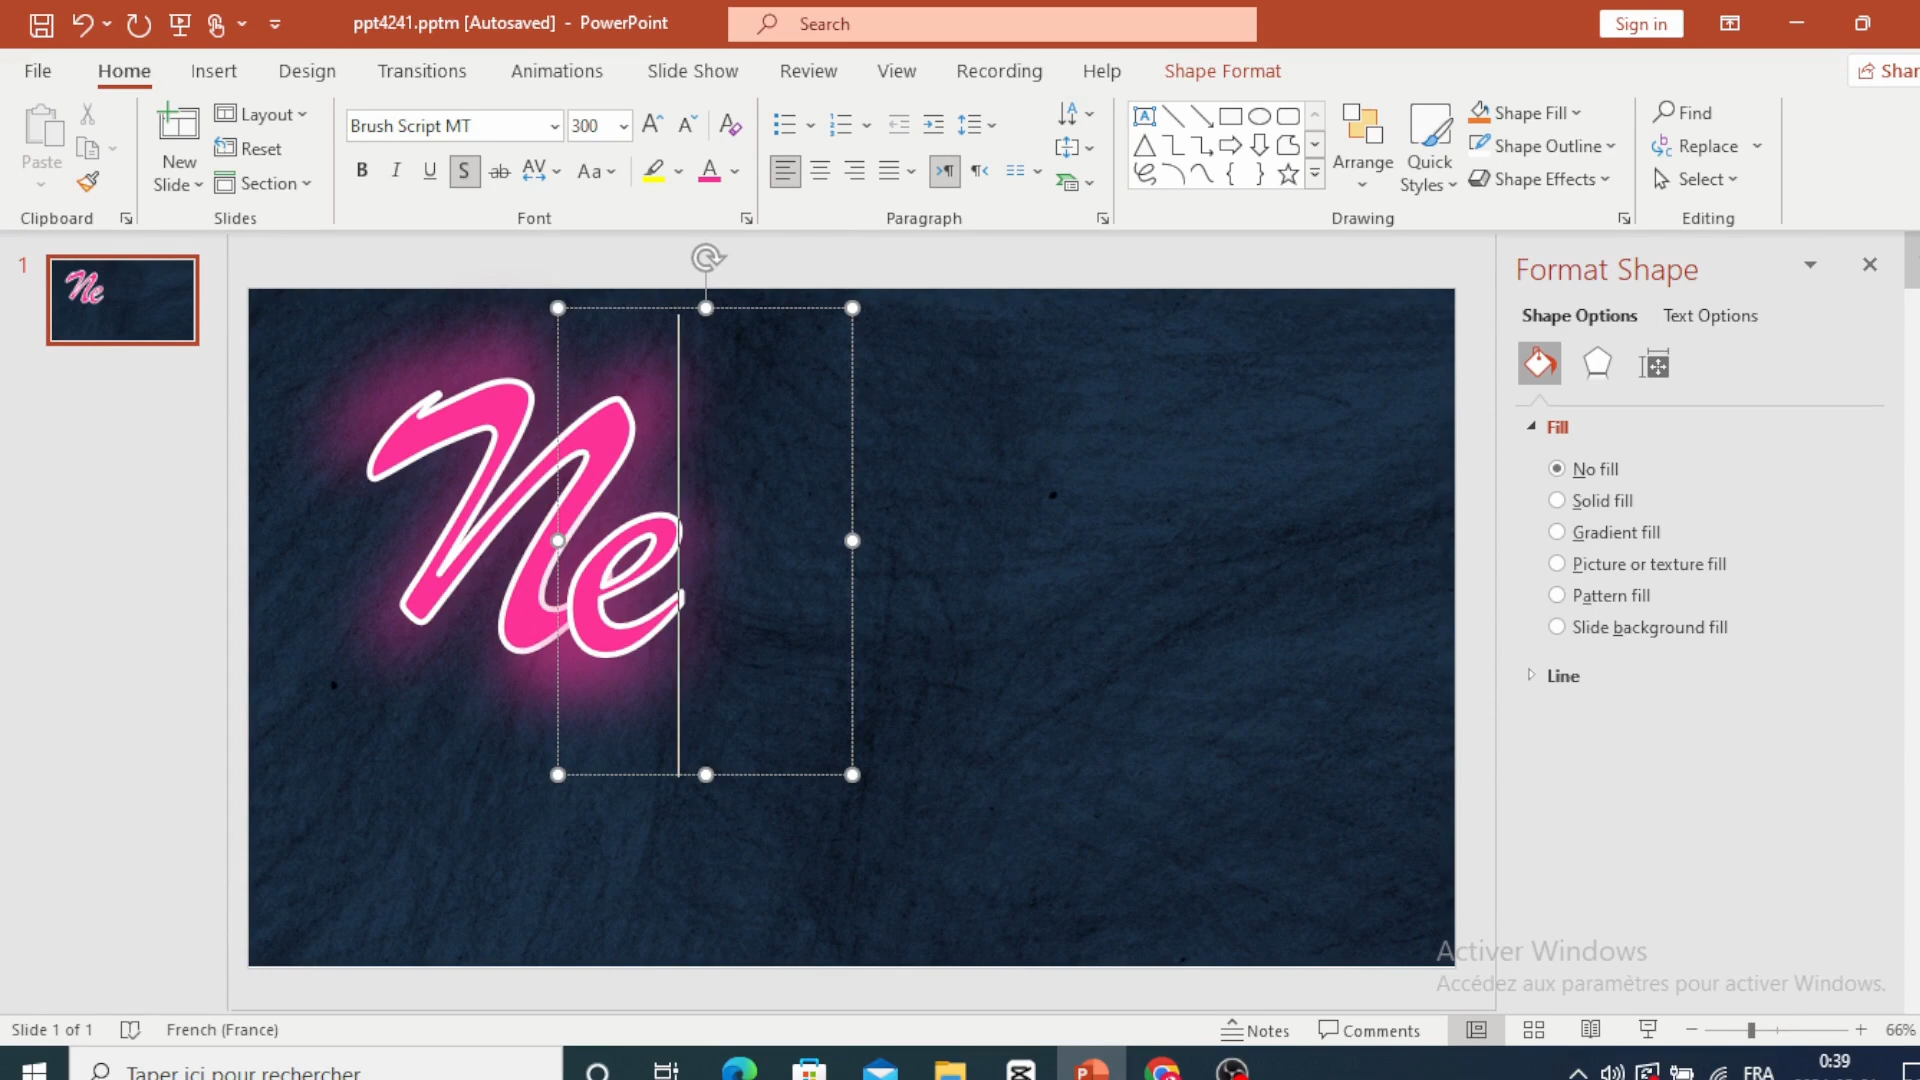 ppt4241.pptm [Autosaved] - PowerPoint
Search
Sign in
File Home Insert Design Transitions Animations Slide Show Review View Recording Help Shape Format
Paste
Clipboard
New Slide
Layout
Reset
Section
Slides
Brush Script MT 300
B I U S ab AV Aa A
Font
Paragraph
Arrange
Quick Styles
Shape Fill
Shape Outline
Shape Effects
Drawing
Find
Replace
Select
Editing
1
Ne
Ne
Format Shape
Shape Options Text Options
Fill
No fill
Solid fill
Gradient fill
Picture or texture fill
Pattern fill
Slide background fill
Line
Activer Windows
Accédez aux paramètres pour activer Windows.
Slide 1 of 1 French (France) Notes Comments 66%
Taper ici pour rechercher
FRA
0:39